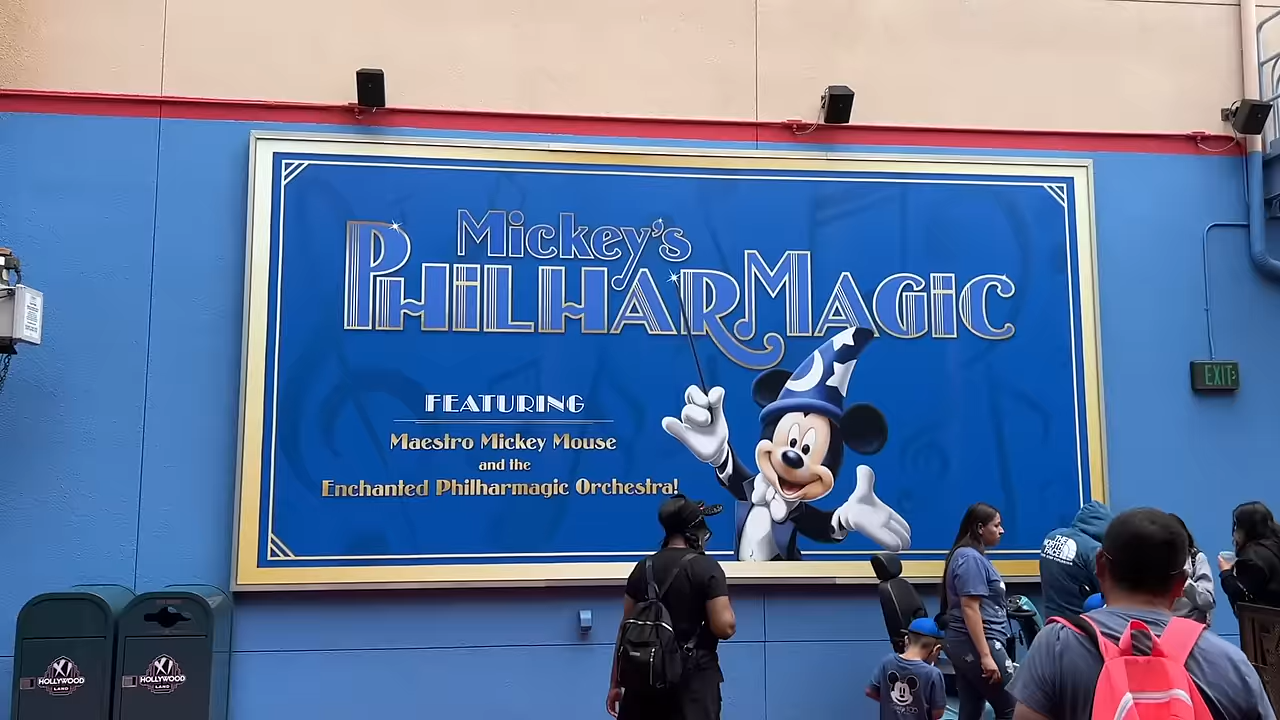 Mickey's
PhilharMagic
FEATURING
Maestro Mickey Mouse
and the
Enchanted Philharmagic Orchestra!
EXIT
THE
NORTH
FACE
HOLLYWOOD
LAND
HOLLYWOOD
LAND